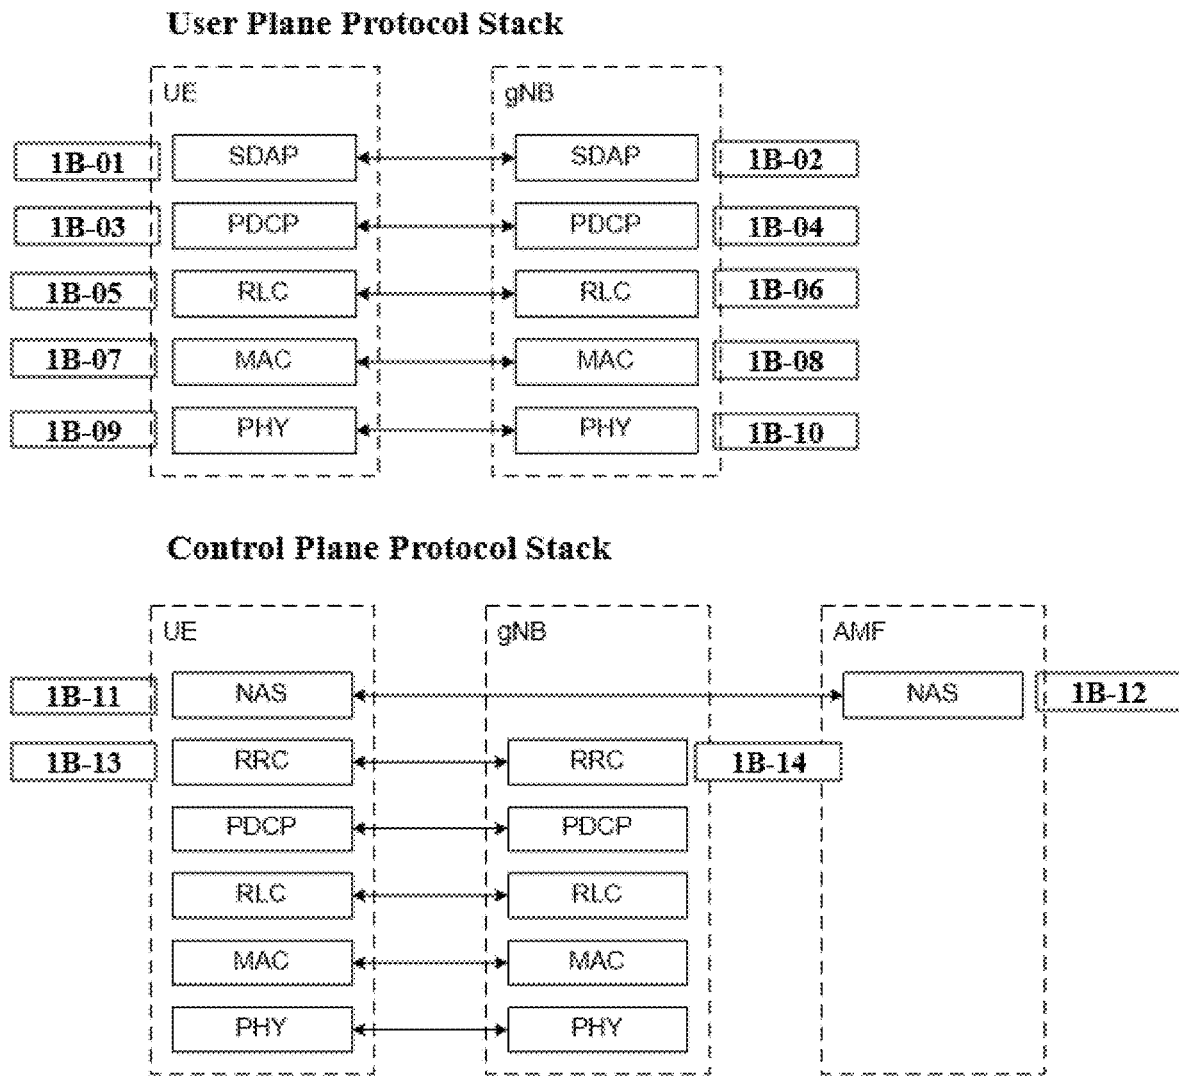 User Plane Protocol Stack
UE gNB
1B-01 SDAP SDAP 1B-02
1B-03 PDCP PDCP 1B-04
1B-05 RLC RLC 1B-06
1B-07 MAC MAC 1B-08
1B-09 PHY PHY 1B-10
Control Plane Protocol Stack
UE gNB AMF
1B-11 NAS NAS 1B-12
1B-13 RRC RRC 1B-14
PDCP PDCP
RLC RLC
MAC MAC
PHY PHY